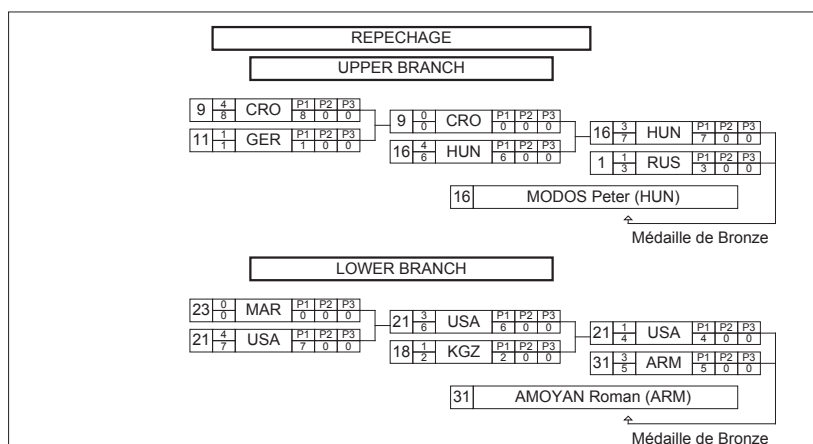 REPECHAGE
UPPER BRANCH
9 4 8 CRO P1 P2 P3 8 0 0
11 1 1 GER P1 P2 P3 1 0 0
9 0 0 CRO P1 P2 P3 0 0 0
16 4 6 HUN P1 P2 P3 6 0 0
16 3 7 HUN P1 P2 P3 7 0 0
1 1 3 RUS P1 P2 P3 3 0 0
16 MODOS Peter (HUN)
Médaille de Bronze
LOWER BRANCH
23 0 0 MAR P1 P2 P3 0 0 0
21 4 7 USA P1 P2 P3 7 0 0
21 3 6 USA P1 P2 P3 6 0 0
18 1 2 KGZ P1 P2 P3 2 0 0
21 1 4 USA P1 P2 P3 4 0 0
31 3 5 ARM P1 P2 P3 5 0 0
31 AMOYAN Roman (ARM)
Médaille de Bronze